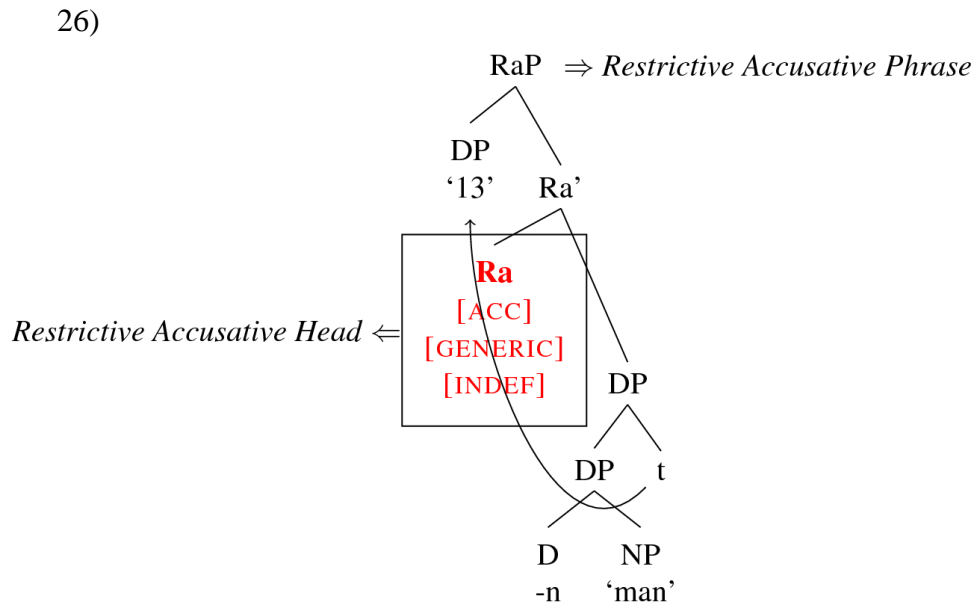 26)
RaP ⇒ Restrictive Accusative Phrase
DP
‘13’ Ra’
Ra
[ACC]
Restrictive Accusative Head ⇐ [GENERIC]
[INDEF]
DP
DP t
D NP
-n ‘man’